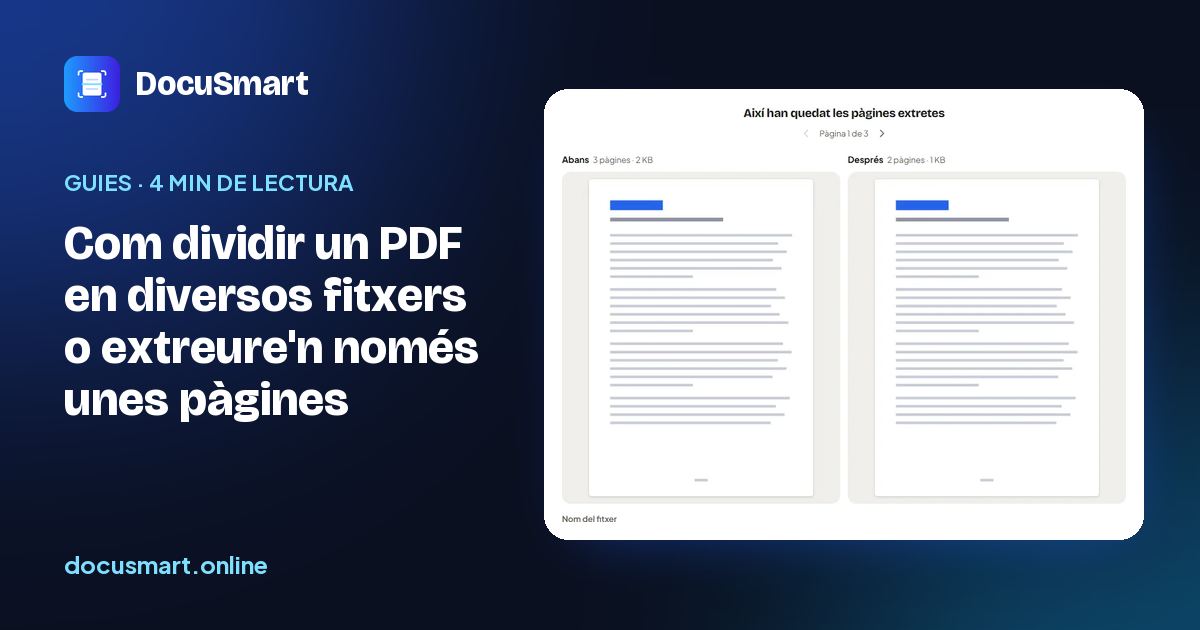 DocuSmart
GUIES · 4 MIN DE LECTURA
Com dividir un PDF
en diversos fitxers
o extreure'n només
unes pàgines
docusmart.online
Així han quedat les pàgines extretes
Pàgina 1 de 3
Abans 3 pàgines · 2 KB
Després 2 pàgines · 1 KB
Nom del fitxer